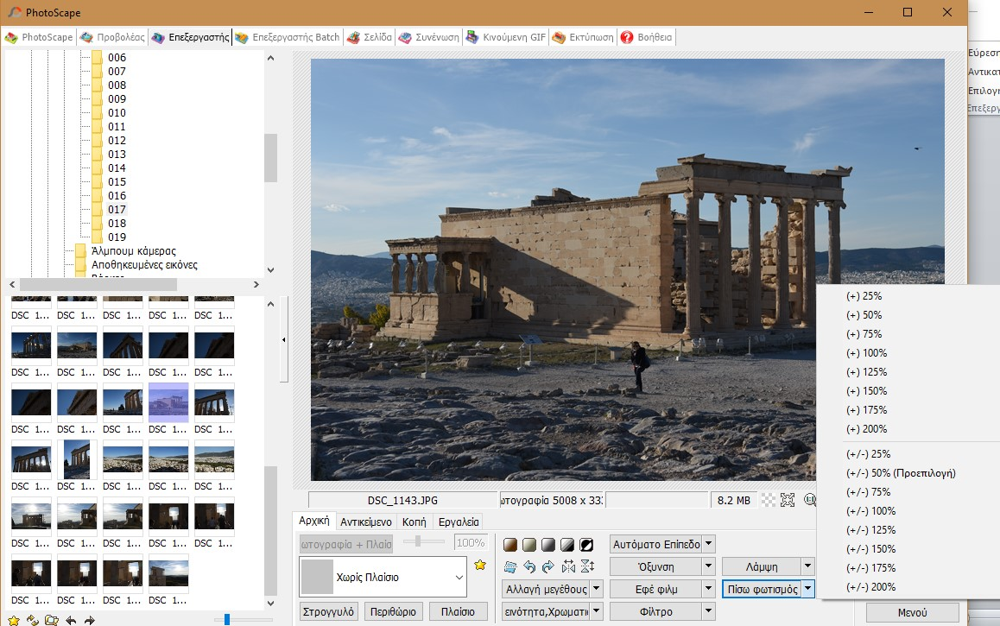 PhotoScape
PhotoScape Προβολέας Επεξεργαστής Επεξεργαστής Batch Σελίδα Συνένωση Κινούμενη GIF Εκτύπωση Βοήθεια
Εύρεση
Αντικατ
Επιλογή
Επεξεργ
006
007
008
009
010
011
012
013
014
015
016
017
018
019
Άλμπουμ κάμερας
Αποθηκευμένες εικόνες
DSC 1... DSC 1... DSC 1... DSC 1... DSC 1...
DSC 1... DSC 1... DSC 1... DSC 1... DSC 1...
DSC 1... DSC 1... DSC 1... DSC 1... DSC 1...
DSC 1... DSC 1... DSC 1... DSC 1... DSC 1...
DSC 1... DSC 1... DSC 1... DSC 1... DSC 1...
DSC 1... DSC 1... DSC 1... DSC 1...
DSC_1143.JPG ωτογραφία 5008 x 33 8.2 MB
Αρχική Αντικείμενο Κοπή Εργαλεία
ωτογραφία + Πλαίσ 100%
Χωρίς Πλαίσιο
Στρογγυλό Περιθώριο Πλαίσιο
Αλλαγή μεγέθους
εινότητα,Χρωματι
Αυτόματο Επίπεδο
Όξυνση Λάμψη
Εφέ φιλμ Πίσω φωτισμός
Φίλτρο
Μενού
(+) 25%
(+) 50%
(+) 75%
(+) 100%
(+) 125%
(+) 150%
(+) 175%
(+) 200%
(+/-) 25%
(+/-) 50% (Προεπιλογή)
(+/-) 75%
(+/-) 100%
(+/-) 125%
(+/-) 150%
(+/-) 175%
(+/-) 200%